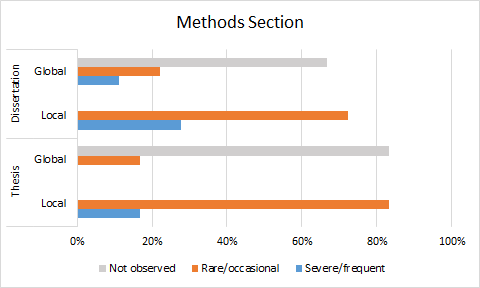 Methods Section
Dissertation
Global
Local
Thesis
Global
Local
0% 20% 40% 60% 80% 100%
Not observed Rare/occasional Severe/frequent